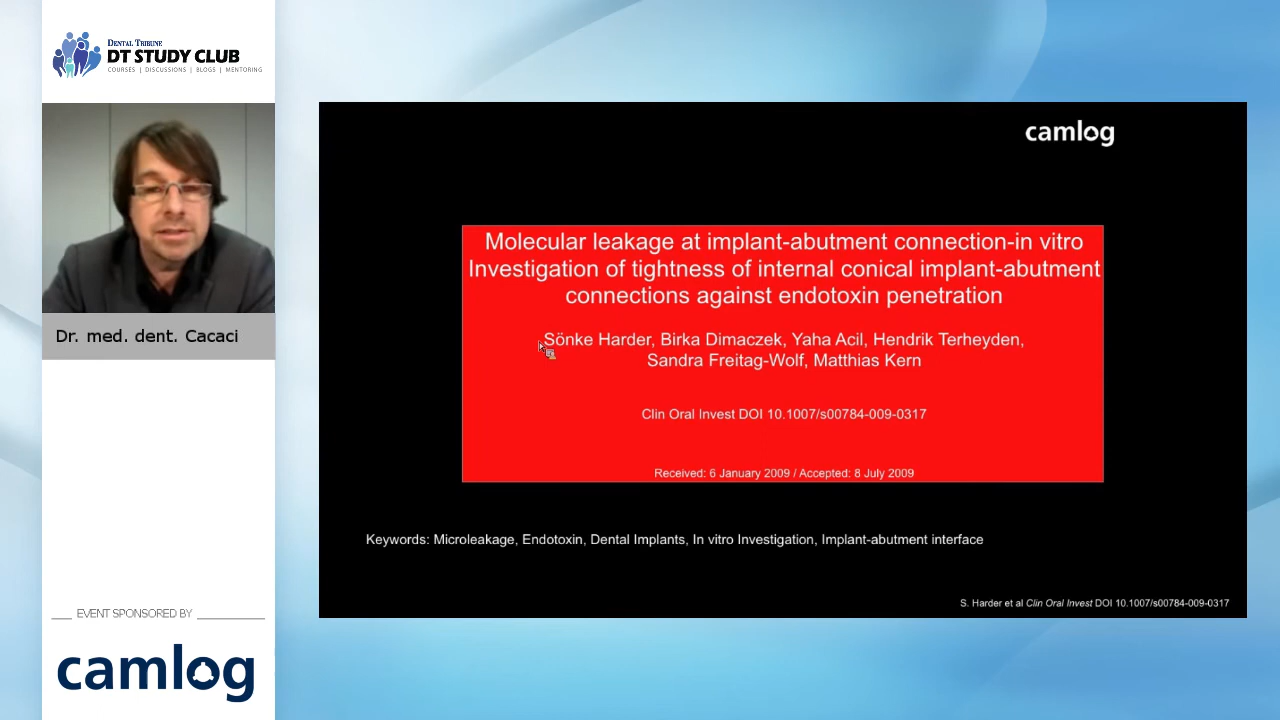 DENTAL TRIBUNE
DT STUDY CLUB
COURSES | DISCUSSIONS | BLOGS | MENTORING
Dr. med. dent. Cacaci
EVENT SPONSORED BY
camlog
camlog
Molecular leakage at implant-abutment connection-in vitro
Investigation of tightness of internal conical implant-abutment
connections against endotoxin penetration
Sönke Harder, Birka Dimaczek, Yaha Acil, Hendrik Terheyden,
Sandra Freitag-Wolf, Matthias Kern
Clin Oral Invest DOI 10.1007/s00784-009-0317
Received: 6 January 2009 / Accepted: 8 July 2009
Keywords: Microleakage, Endotoxin, Dental Implants, In vitro Investigation, Implant-abutment interface
S. Harder et al Clin Oral Invest DOI 10.1007/s00784-009-0317